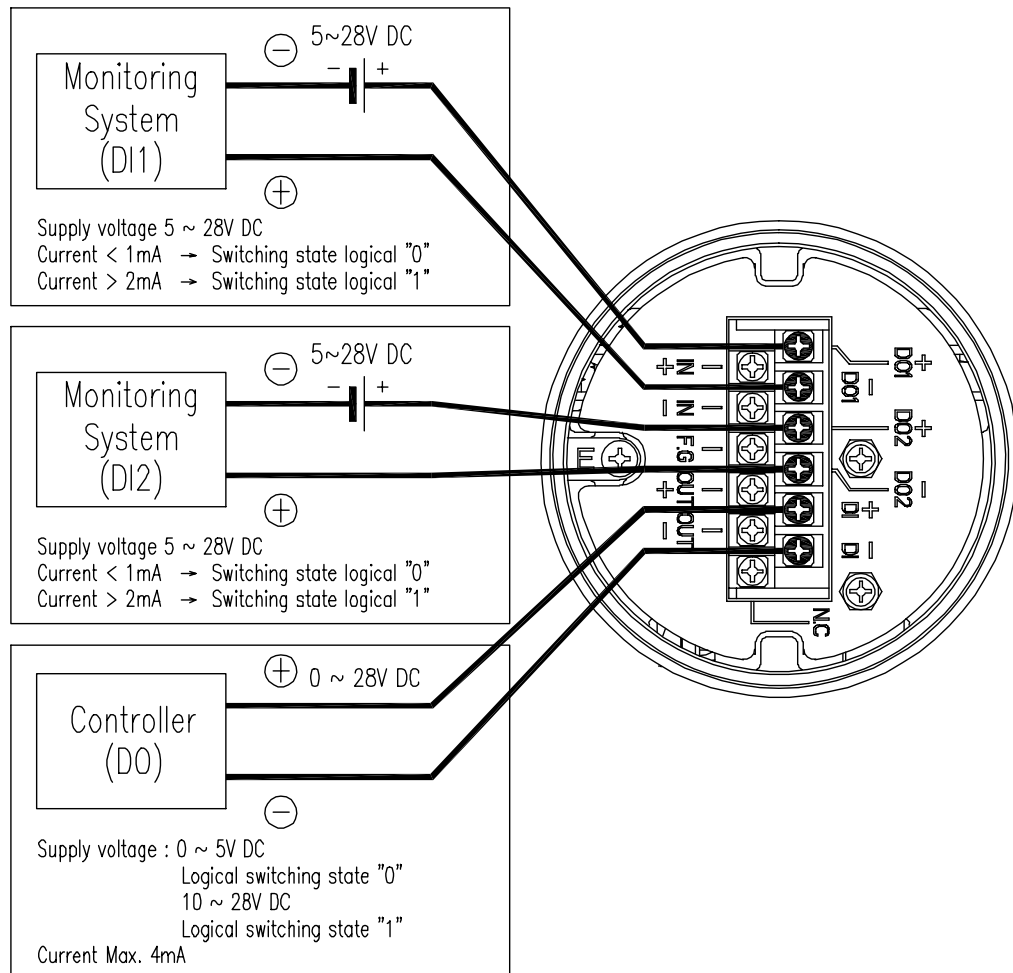 5~28V DC
− − +
Monitoring
System
(DI1)
+
Supply voltage 5 ~ 28V DC
Current < 1mA → Switching state logical "0"
Current > 2mA → Switching state logical "1"
5~28V DC
− − +
Monitoring
System
(DI2)
+
Supply voltage 5 ~ 28V DC
Current < 1mA → Switching state logical "0"
Current > 2mA → Switching state logical "1"
+ 0 ~ 28V DC
Controller
(DO)
−
Supply voltage : 0 ~ 5V DC
Logical switching state "0"
10 ~ 28V DC
Logical switching state "1"
Current Max. 4mA
+ IN
− IN
F.G
+ OUT
− OUT
E
DO1 +
DO1 −
DO2 +
DO2 −
DI +
DI −
N.C